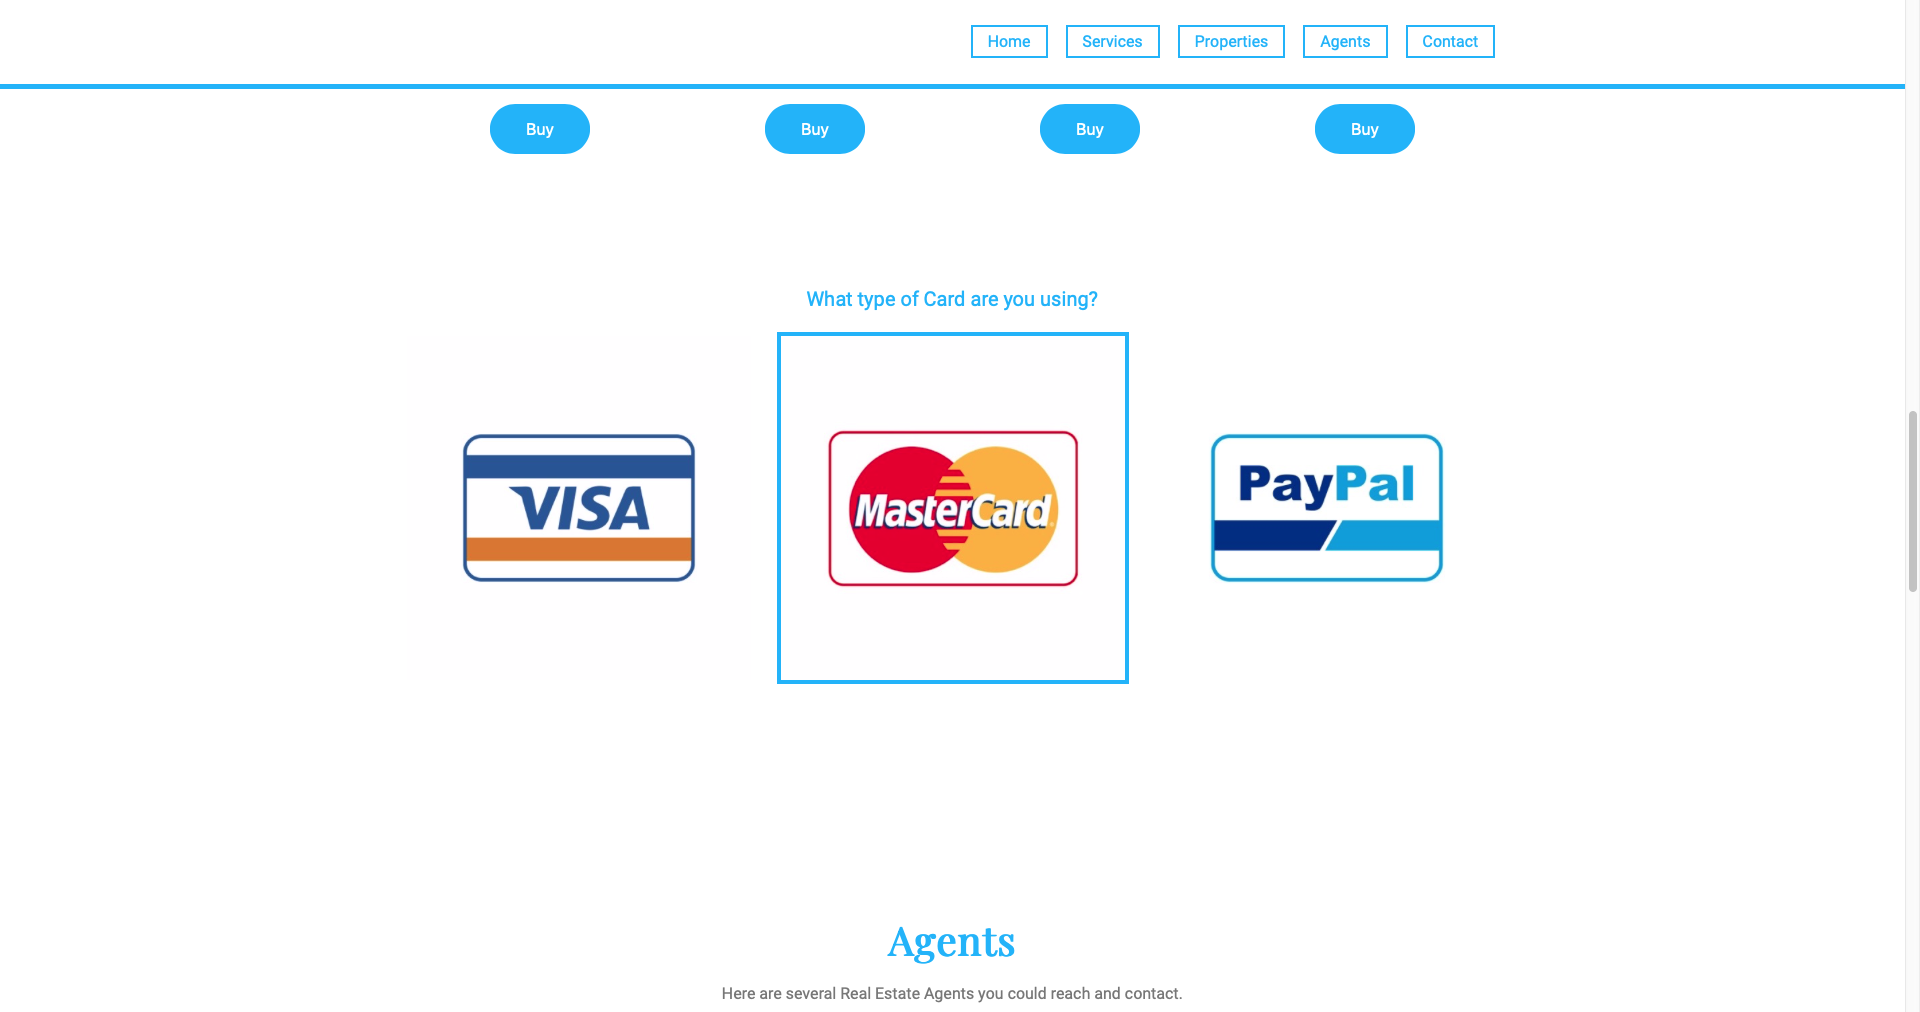 Home Services Properties Agents Contact
Buy Buy Buy Buy
What type of Card are you using?
VISA MasterCard PayPal
Agents
Here are several Real Estate Agents you could reach and contact.